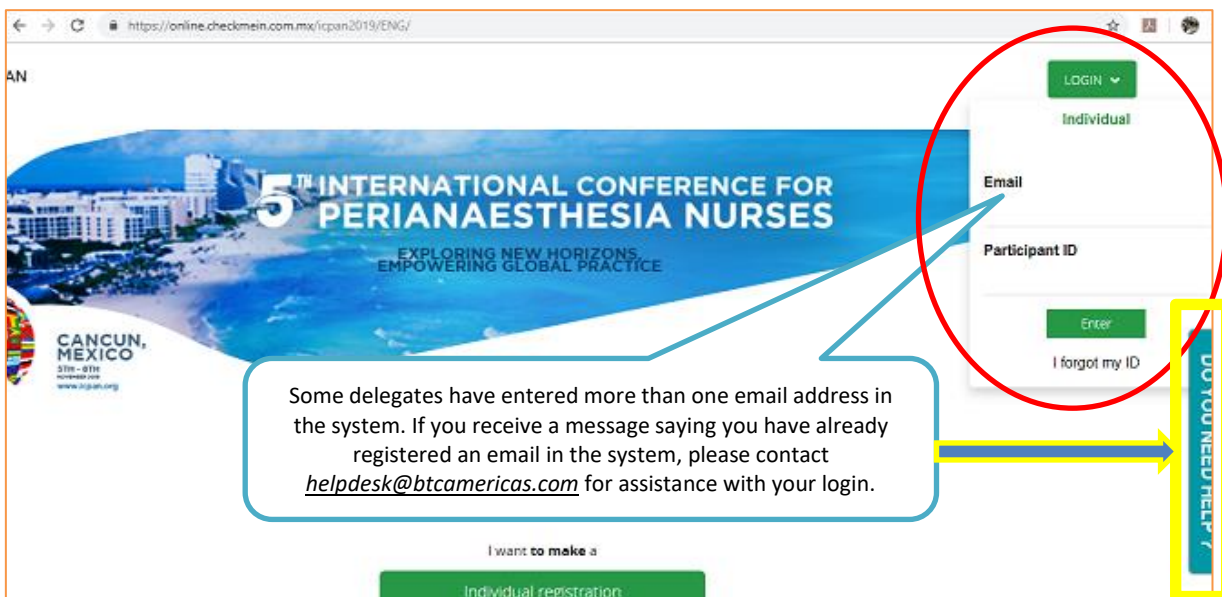 https://online.checkmein.com.mx/icpan2019/ENG/
AN
LOGIN
Individual
5TH INTERNATIONAL CONFERENCE FOR
PERIANAESTHESIA NURSES
EXPLORING NEW HORIZONS,
EMPOWERING GLOBAL PRACTICE
Email
Participant ID
Enter
I forgot my ID
CANCUN,
MEXICO
5TH - 8TH
NOVEMBER 2019
www.icpan.org
DO YOU NEED HELP ?
Some delegates have entered more than one email address in
the system. If you receive a message saying you have already
registered an email in the system, please contact
helpdesk@btcamericas.com for assistance with your login.
I want to make a
Individual registration